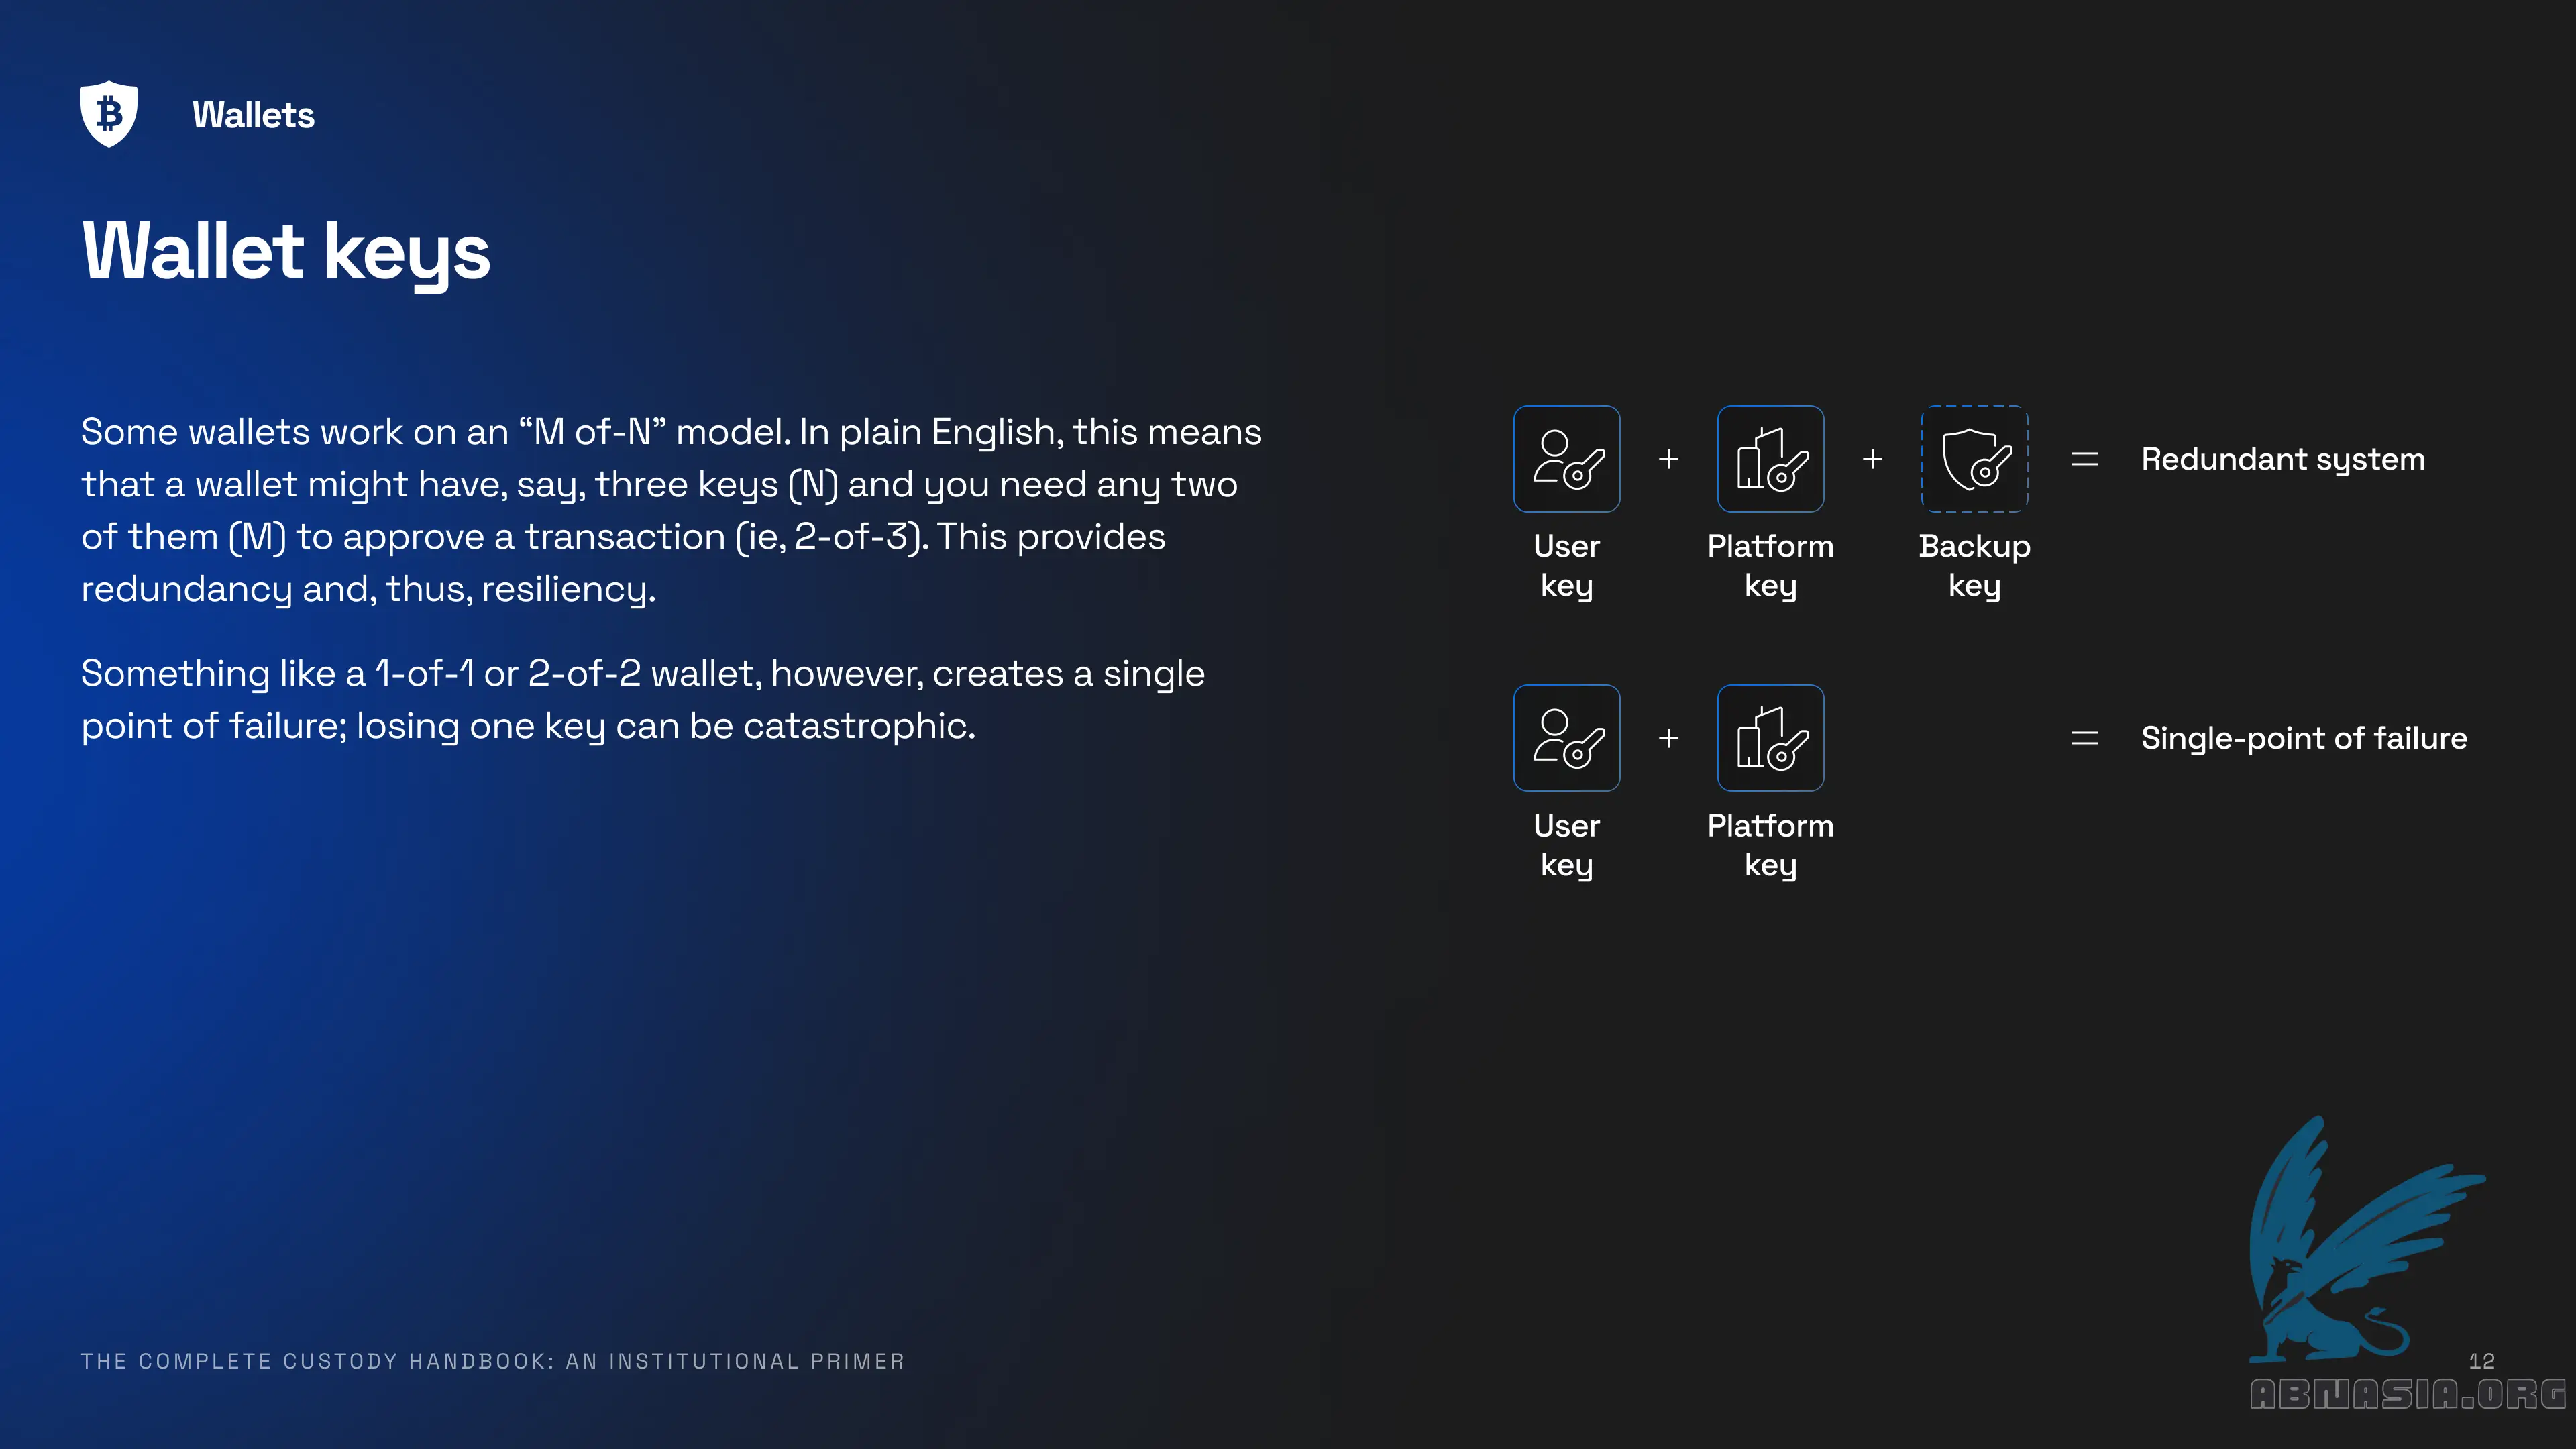 Wallets
Wallet keys
Some wallets work on an “M of-N” model. In plain English, this means
that a wallet might have, say, three keys (N) and you need any two
of them (M) to approve a transaction (ie, 2-of-3). This provides
redundancy and, thus, resiliency.
Something like a 1-of-1 or 2-of-2 wallet, however, creates a single
point of failure; losing one key can be catastrophic.
+ + = Redundant system
User Platform Backup
key key key
+ = Single-point of failure
User Platform
key key
THE COMPLETE CUSTODY HANDBOOK: AN INSTITUTIONAL PRIMER
12
ABNASIA.ORG